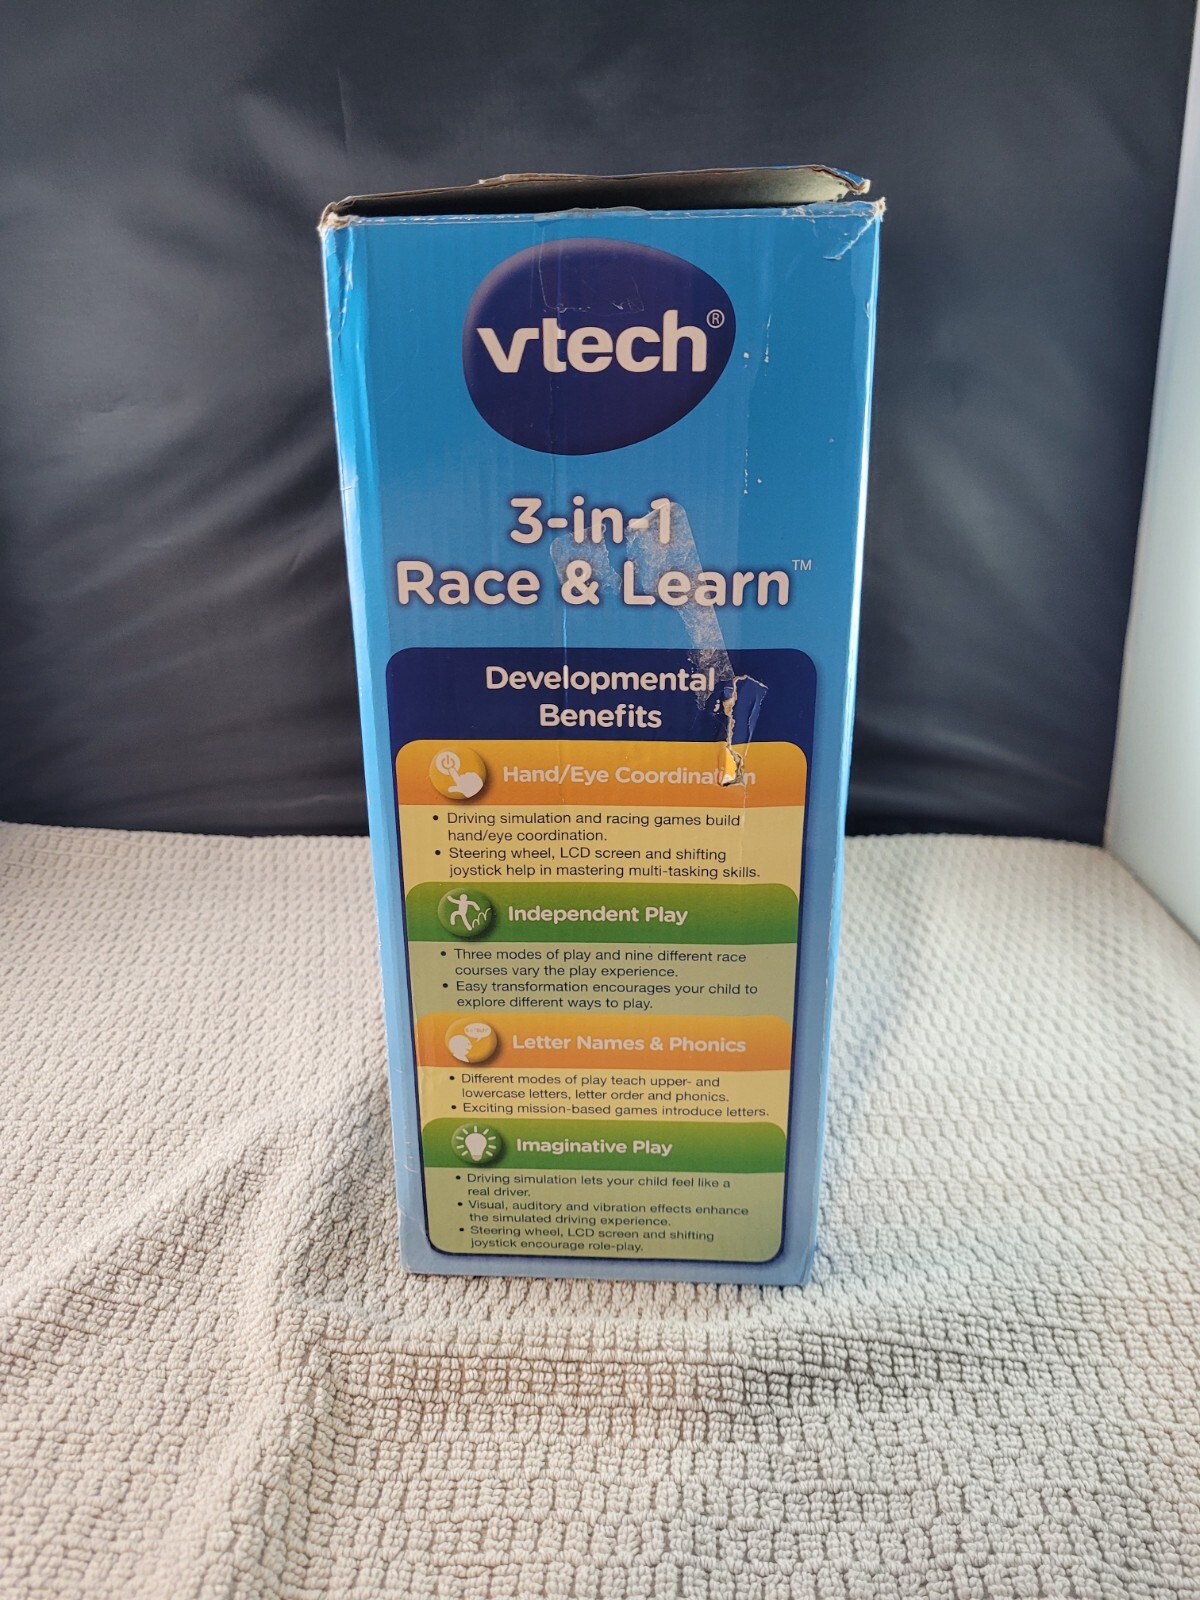 vtech®
3-in-1
Race & Learn™
Developmental
Benefits
Hand/Eye Coordination
• Driving simulation and racing games build
hand/eye coordination.
• Steering wheel, LCD screen and shifting
joystick help in mastering multi-tasking skills.
Independent Play
• Three modes of play and nine different race
courses vary the play experience.
• Easy transformation encourages your child to
explore different ways to play.
Letter Names & Phonics
• Different modes of play teach upper- and
lowercase letters, letter order and phonics.
• Exciting mission-based games introduce letters.
Imaginative Play
• Driving simulation lets your child feel like a
real driver.
• Visual, auditory and vibration effects enhance
the simulated driving experience.
• Steering wheel, LCD screen and shifting
joystick encourage role-play.